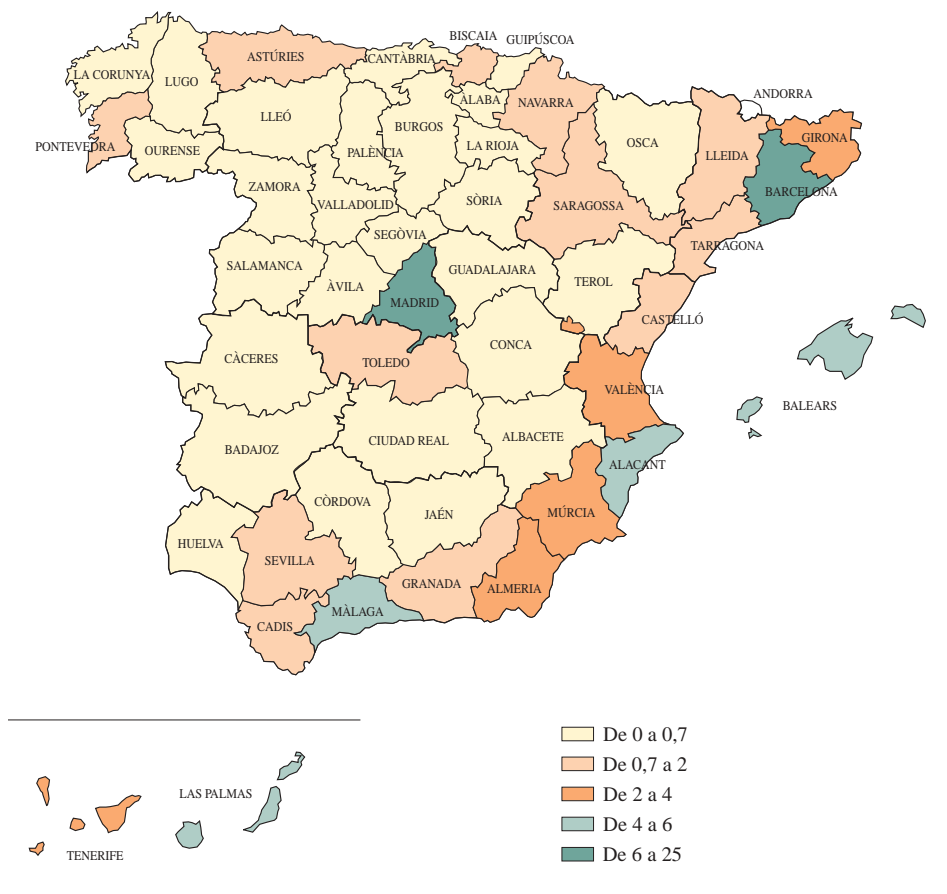 BISCAIA
GUIPÚSCOA
ASTÚRIES
CANTÀBRIA
LA CORUNYA
LUGO
ANDORRA
ÀLABA
NAVARRA
LLEÓ
BURGOS
GIRONA
PONTEVEDRA
OURENSE
PALÈNCIA
LA RIOJA
OSCA
LLEIDA
ZAMORA
BARCELONA
VALLADOLID
SÒRIA
SARAGOSSA
SEGÒVIA
TARRAGONA
SALAMANCA
GUADALAJARA
ÀVILA
TEROL
MADRID
CASTELLÓ
CONCA
CÀCERES
TOLEDO
VALÈNCIA
BALEARS
CIUDAD REAL
ALBACETE
BADAJOZ
ALACANT
CÒRDOVA
JAÉN
MÚRCIA
HUELVA
SEVILLA
GRANADA
ALMERIA
MÀLAGA
CADIS
LAS PALMAS
TENERIFE
De 0 a 0,7
De 0,7 a 2
De 2 a 4
De 4 a 6
De 6 a 25